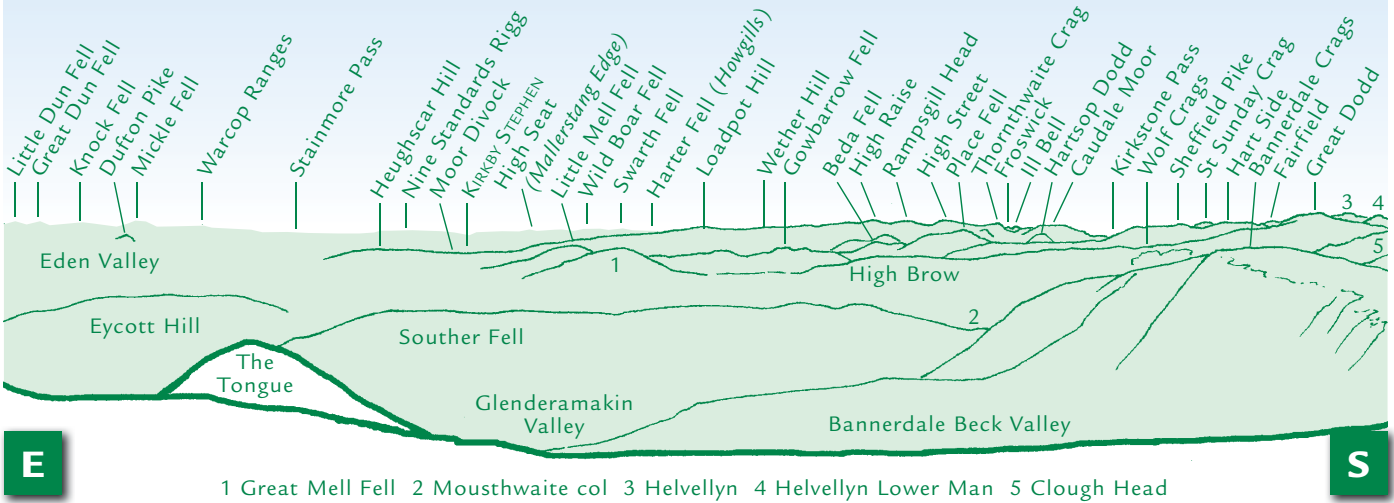 Little Dun Fell
Great Dun Fell
Knock Fell
Dufton Pike
Mickle Fell
Warcop Ranges
Stainmore Pass
Heughscar Hill
Nine Standards Rigg
Moor Divock
KIRKBY STEPHEN
High Seat
(Mallerstang Edge)
Little Mell Fell
Wild Boar Fell
Swarth Fell
Harter Fell (Howgills)
Loadpot Hill
Wether Hill
Gowbarrow Fell
Beda Fell
High Raise
Rampsgill Head
High Street
Place Fell
Thornthwaite Crag
Froswick
Ill Bell
Hartsop Dodd
Caudale Moor
Kirkstone Pass
Wolf Crags
Sheffield Pike
St Sunday Crag
Hart Side
Bannerdale Crags
Fairfield
Great Dodd
3 4
5
Eden Valley
1
High Brow
Eycott Hill
2
Souther Fell
The
Tongue
Glenderamakin
Valley
Bannerdale Beck Valley
E
S
1 Great Mell Fell 2 Mousthwaite col 3 Helvellyn 4 Helvellyn Lower Man 5 Clough Head